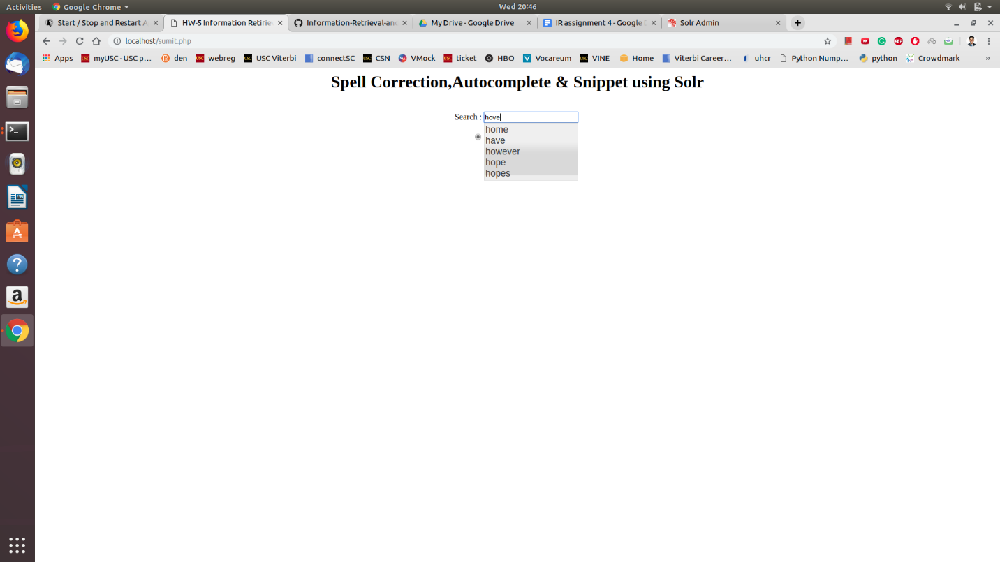 Activities Google Chrome Wed 20:46
Start / Stop and Restart A HW-5 Information Retirie Information-Retrieval-and My Drive - Google Drive IR assignment 4 - Google D Solr Admin
localhost/sumit.php
Apps myUSC · USC p… den webreg USC Viterbi connectSC CSN VMock ticket HBO Vocareum VINE Home Viterbi Career… uhcr Python Nump… python Crowdmark »
Spell Correction,Autocomplete & Snippet using Solr
Search : hove
home
have
however
hope
hopes